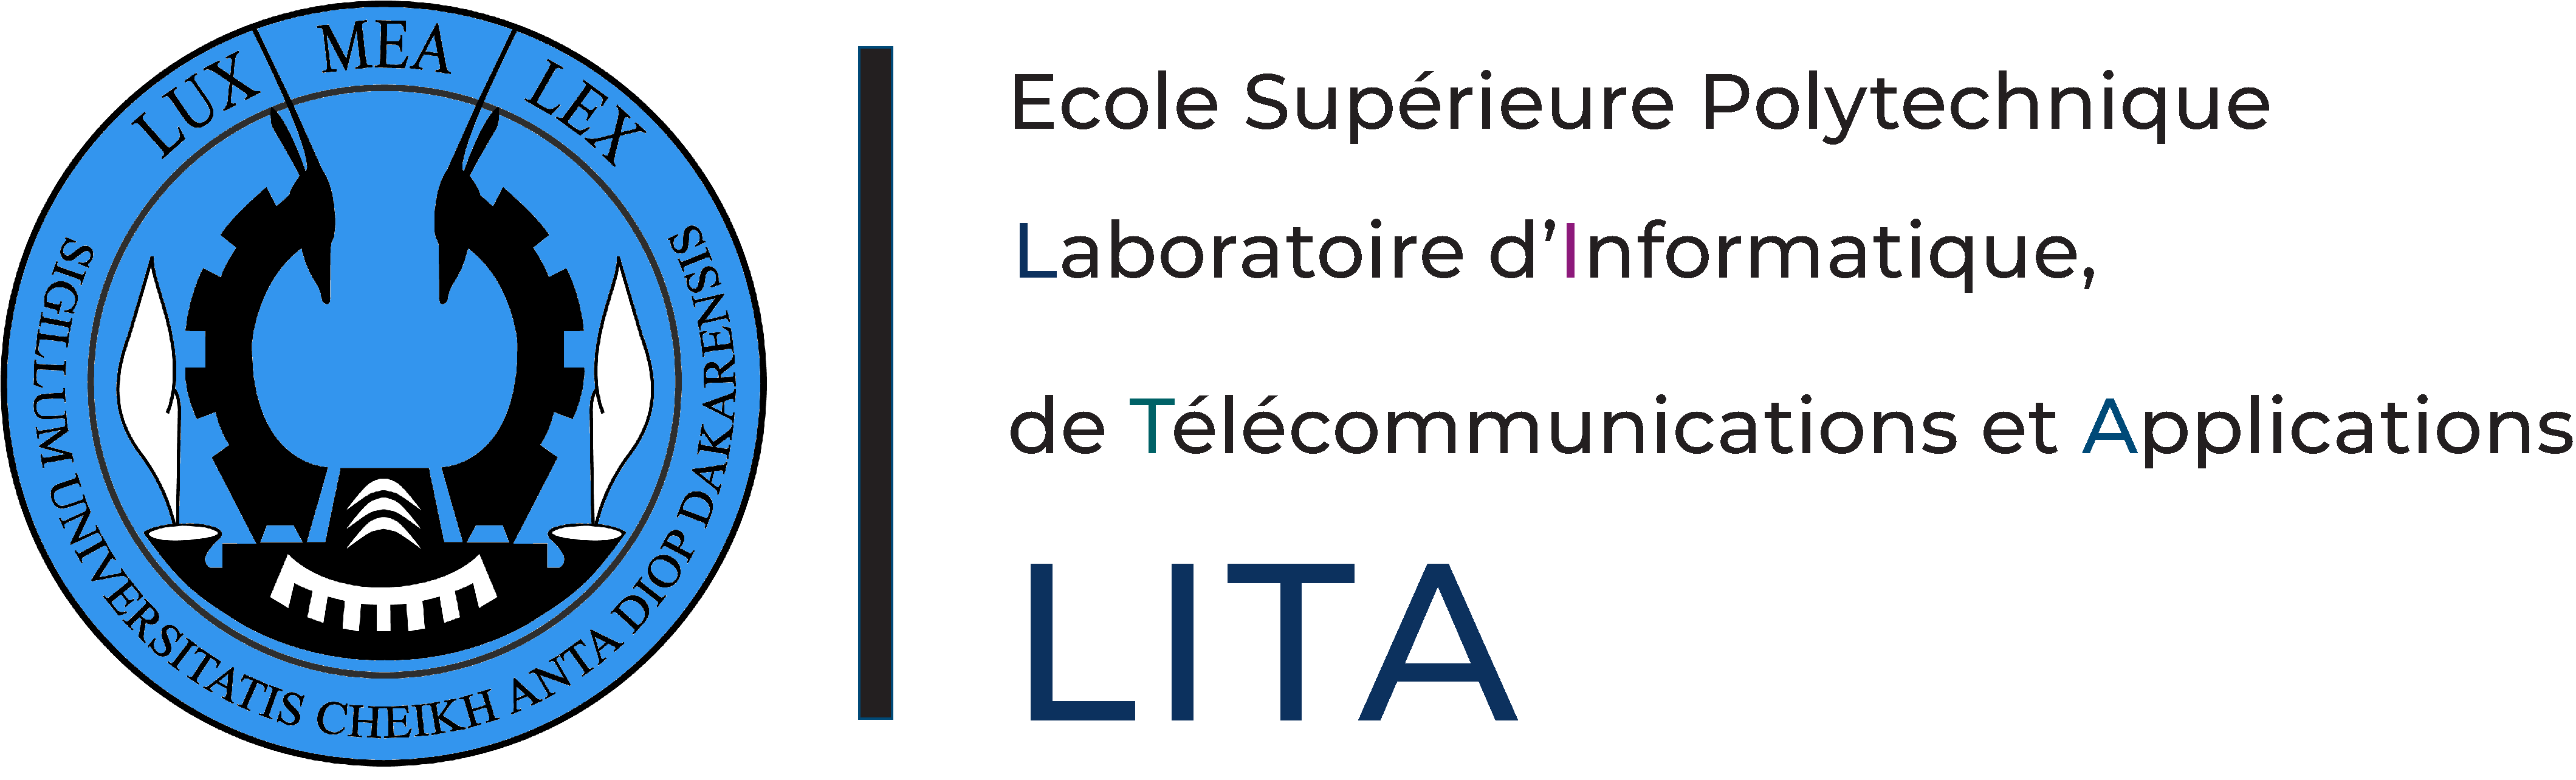 LUX MEA LEX
SIGILLUM UNIVERSITATIS CHEIKH ANTA DIOP DAKARENSIS
Ecole Supérieure Polytechnique
Laboratoire d’Informatique,
de Télécommunications et Applications
LITA